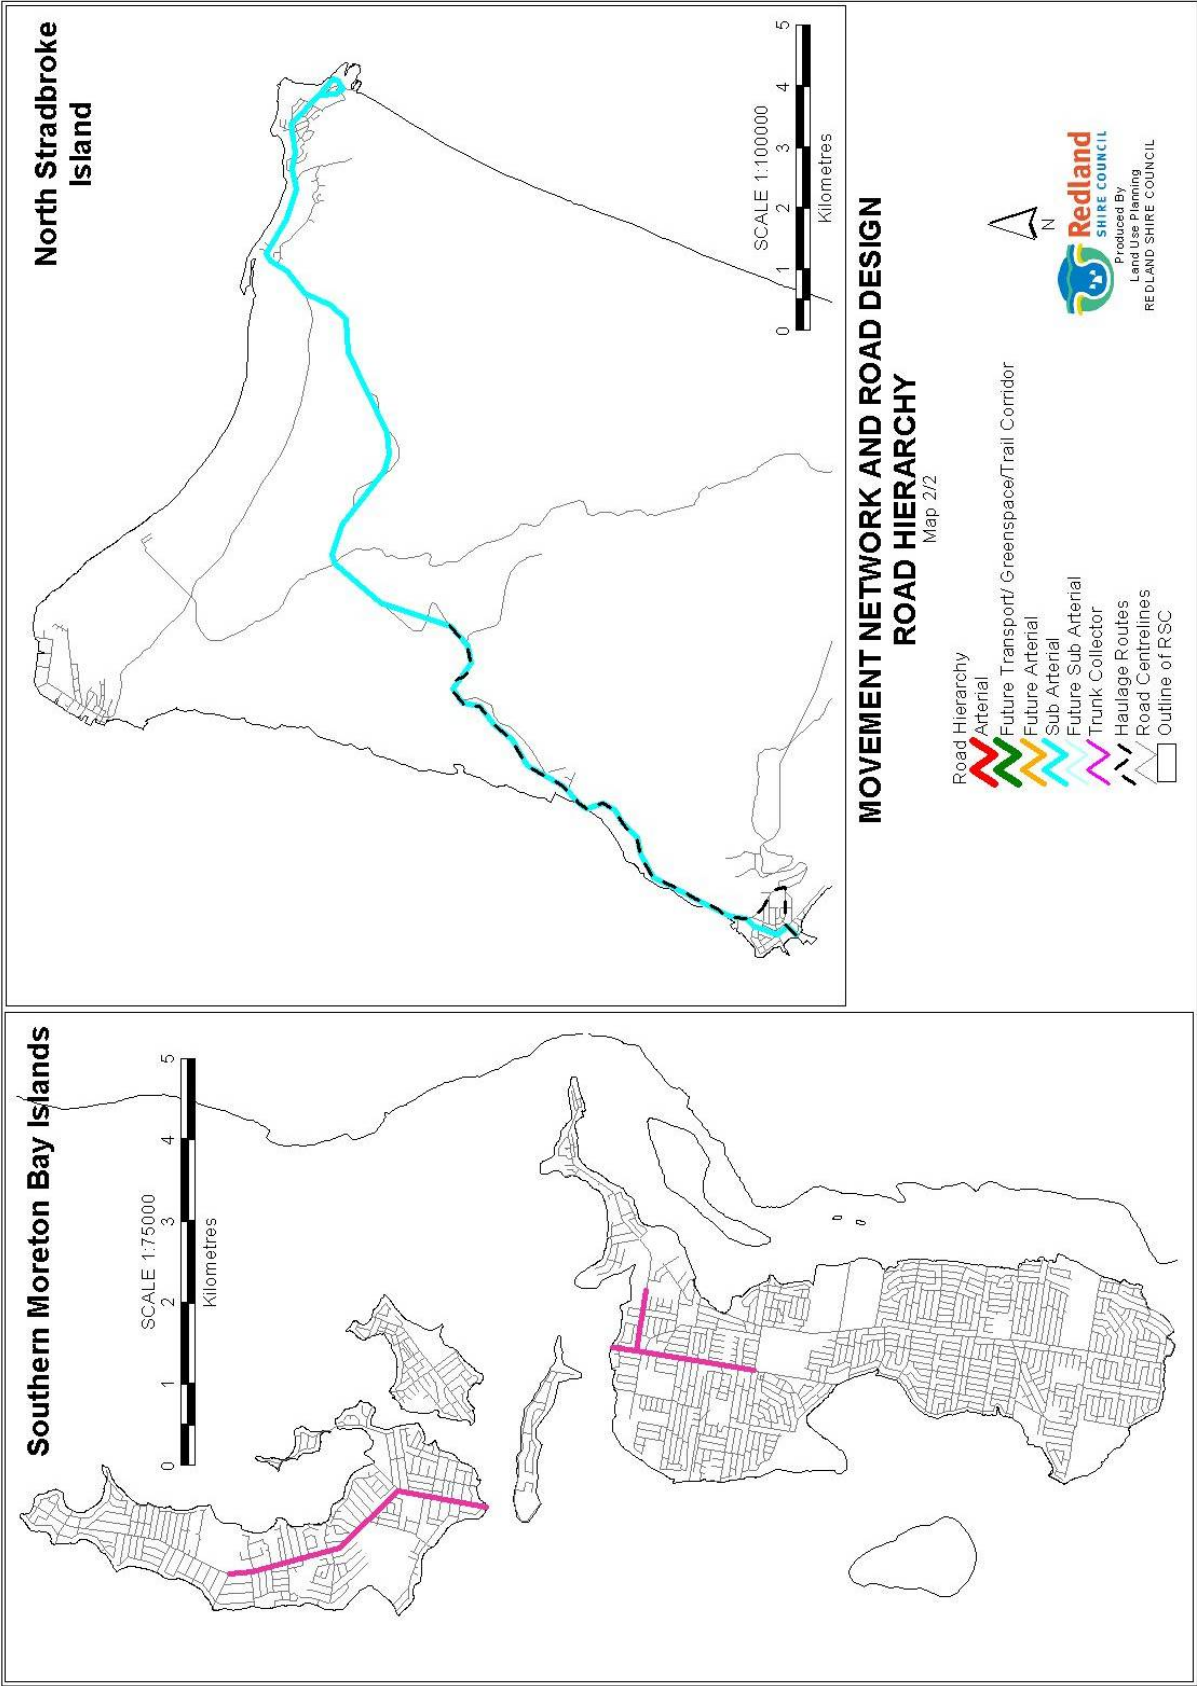 Southern Moreton Bay Islands
SCALE 1:75000
0 1 2 3 4 5
Kilometres
North Stradbroke
Island
SCALE 1:100000
0 1 2 3 4 5
Kilometres
MOVEMENT NETWORK AND ROAD DESIGN
ROAD HIERARCHY
Map 2/2
Road Hierarchy
Arterial
Future Transport/ Greenspace/Trail Corridor
Future Arterial
Sub Arterial
Future Sub Arterial
Trunk Collector
Haulage Routes
Road Centrelines
Outline of RSC
N
Redland
SHIRE COUNCIL
Produced By
Land Use Planning
REDLAND SHIRE COUNCIL